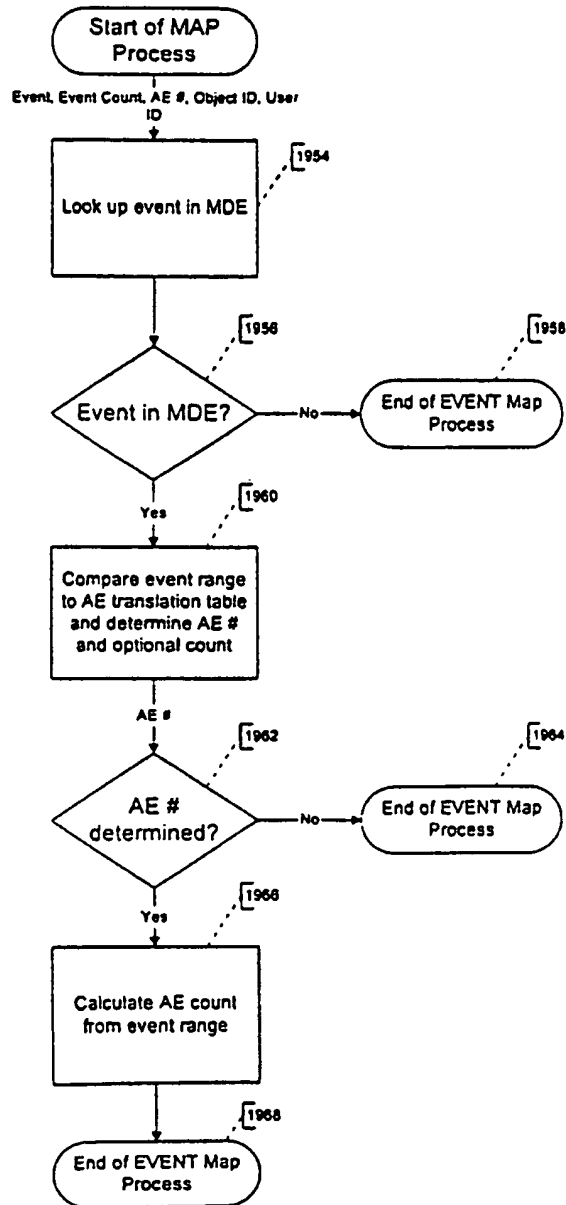 Start of MAP
Process
Event, Event Count, AE #, Object ID, User
ID
1954
Look up event in MDE
1956
1958
Event in MDE?
No
End of EVENT Map
Process
Yes
1960
Compare event range
to AE translation table
and determine AE #
and optional count
AE #
1962
1964
AE #
determined?
No
End of EVENT Map
Process
Yes
1966
Calculate AE count
from event range
1968
End of EVENT Map
Process